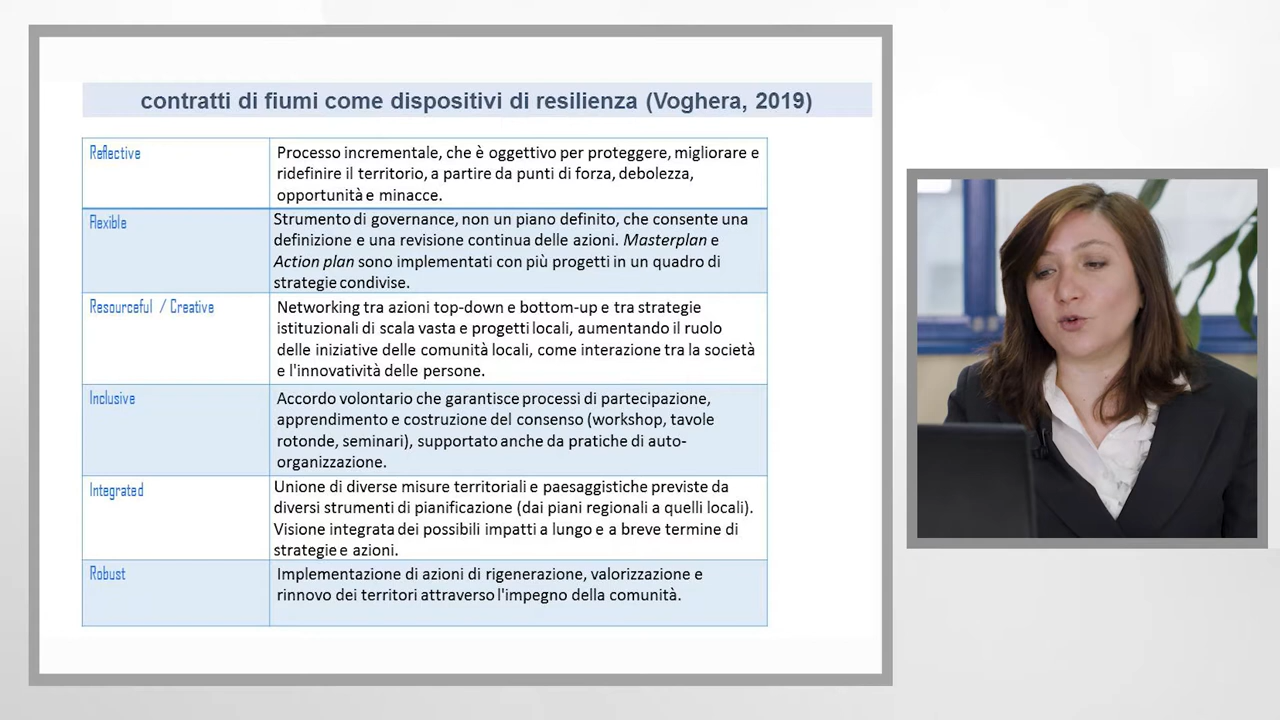 contratti di fiumi come dispositivi di resilienza (Voghera, 2019)
Reflective
Processo incrementale, che è oggettivo per proteggere, migliorare e
ridefinire il territorio, a partire da punti di forza, debolezza,
opportunità e minacce.
Flexible
Strumento di governance, non un piano definito, che consente una
definizione e una revisione continua delle azioni. Masterplan e
Action plan sono implementati con più progetti in un quadro di
strategie condivise.
Resourceful / Creative
Networking tra azioni top-down e bottom-up e tra strategie
istituzionali di scala vasta e progetti locali, aumentando il ruolo
delle iniziative delle comunità locali, come interazione tra la società
e l'innovatività delle persone.
Inclusive
Accordo volontario che garantisce processi di partecipazione,
apprendimento e costruzione del consenso (workshop, tavole
rotonde, seminari), supportato anche da pratiche di auto-
organizzazione.
Integrated
Unione di diverse misure territoriali e paesaggistiche previste da
diversi strumenti di pianificazione (dai piani regionali a quelli locali).
Visione integrata dei possibili impatti a lungo e a breve termine di
strategie e azioni.
Robust
Implementazione di azioni di rigenerazione, valorizzazione e
rinnovo dei territori attraverso l'impegno della comunità.